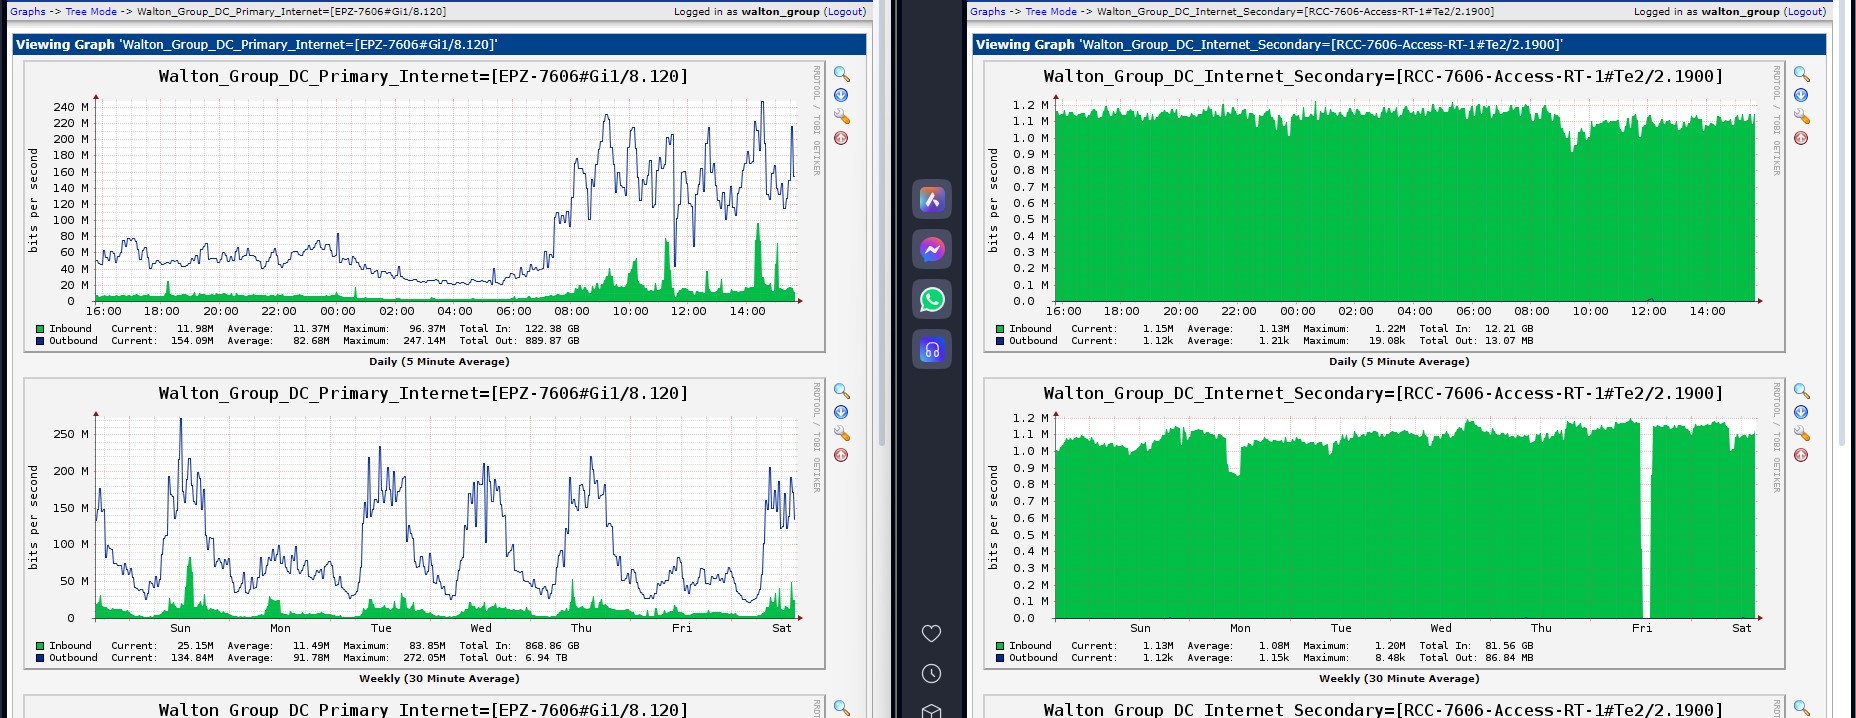 Graphs -> Tree Mode -> Walton_Group_DC_Primary_Internet=[EPZ-7606#Gi1/8.120]
Logged in as walton_group (Logout)
Viewing Graph 'Walton_Group_DC_Primary_Internet=[EPZ-7606#Gi1/8.120]'
Walton_Group_DC_Primary_Internet=[EPZ-7606#Gi1/8.120]
RRDTOOL / TOBI OETIKER
bits per second
240 M
220 M
200 M
180 M
160 M
140 M
120 M
100 M
80 M
60 M
40 M
20 M
0
16:00 18:00 20:00 22:00 00:00 02:00 04:00 06:00 08:00 10:00 12:00 14:00
Inbound Current: 11.98M Average: 11.37M Maximum: 96.37M Total In: 122.38 GB
Outbound Current: 154.09M Average: 82.68M Maximum: 247.14M Total Out: 889.87 GB
Daily (5 Minute Average)
Walton_Group_DC_Primary_Internet=[EPZ-7606#Gi1/8.120]
RRDTOOL / TOBI OETIKER
bits per second
250 M
200 M
150 M
100 M
50 M
0
Sun Mon Tue Wed Thu Fri Sat
Inbound Current: 25.15M Average: 11.49M Maximum: 83.85M Total In: 868.86 GB
Outbound Current: 134.84M Average: 91.78M Maximum: 272.05M Total Out: 6.94 TB
Weekly (30 Minute Average)
Walton Group DC Primary Internet=[EPZ-7606#Gi1/8.120]
Graphs -> Tree Mode -> Walton_Group_DC_Internet_Secondary=[RCC-7606-Access-RT-1#Te2/2.1900]
Logged in as walton_group (Logout)
Viewing Graph 'Walton_Group_DC_Internet_Secondary=[RCC-7606-Access-RT-1#Te2/2.1900]'
Walton_Group_DC_Internet_Secondary=[RCC-7606-Access-RT-1#Te2/2.1900]
RRDTOOL / TOBI OETIKER
bits per second
1.2 M
1.1 M
1.0 M
0.9 M
0.8 M
0.7 M
0.6 M
0.5 M
0.4 M
0.3 M
0.2 M
0.1 M
0.0
16:00 18:00 20:00 22:00 00:00 02:00 04:00 06:00 08:00 10:00 12:00 14:00
Inbound Current: 1.15M Average: 1.13M Maximum: 1.22M Total In: 12.21 GB
Outbound Current: 1.12k Average: 1.21k Maximum: 19.08k Total Out: 13.07 MB
Daily (5 Minute Average)
Walton_Group_DC_Internet_Secondary=[RCC-7606-Access-RT-1#Te2/2.1900]
RRDTOOL / TOBI OETIKER
bits per second
1.2 M
1.1 M
1.0 M
0.9 M
0.8 M
0.7 M
0.6 M
0.5 M
0.4 M
0.3 M
0.2 M
0.1 M
0.0
Sun Mon Tue Wed Thu Fri Sat
Inbound Current: 1.13M Average: 1.08M Maximum: 1.20M Total In: 81.56 GB
Outbound Current: 1.12k Average: 1.15k Maximum: 8.48k Total Out: 86.84 MB
Weekly (30 Minute Average)
Walton Group DC Internet Secondary=[RCC-7606-Access-RT-1#Te2/2.1900]